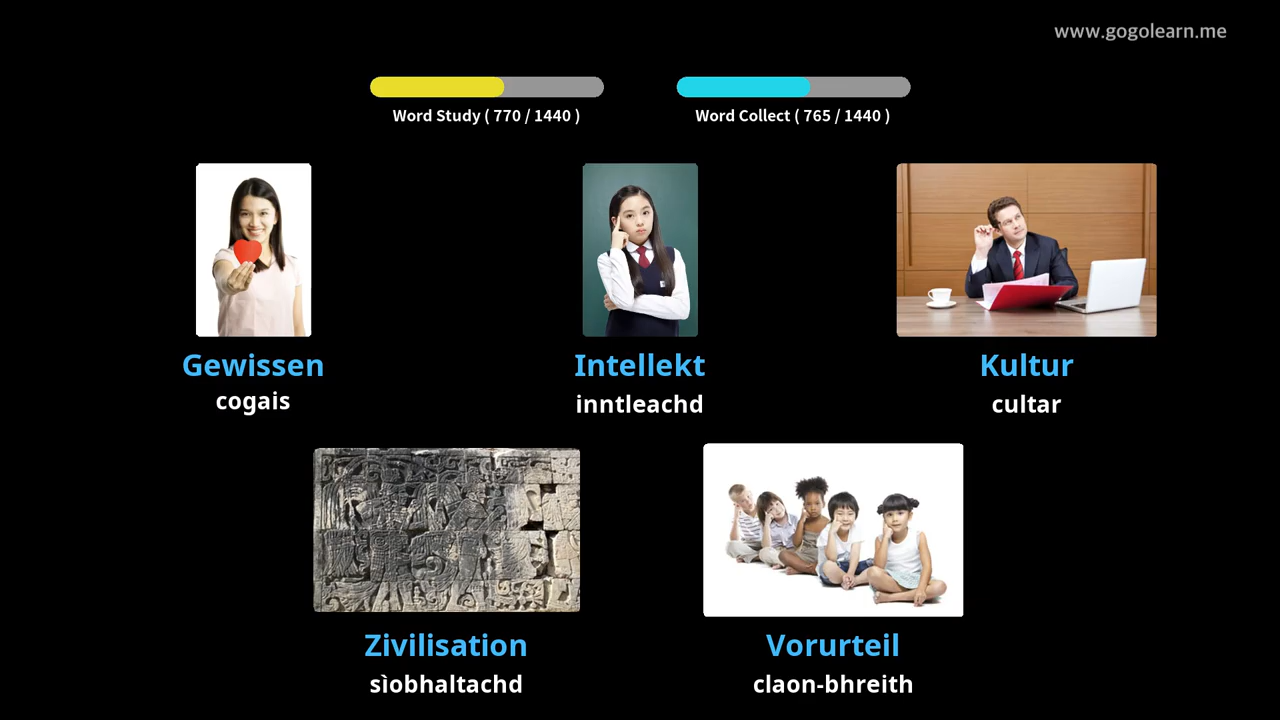 www.gogolearn.me
Word Study ( 770 / 1440 )
Word Collect ( 765 / 1440 )
Gewissen
cogais
Intellekt
inntleachd
Kultur
cultar
Zivilisation
sìobhaltachd
Vorurteil
claon-bhreith